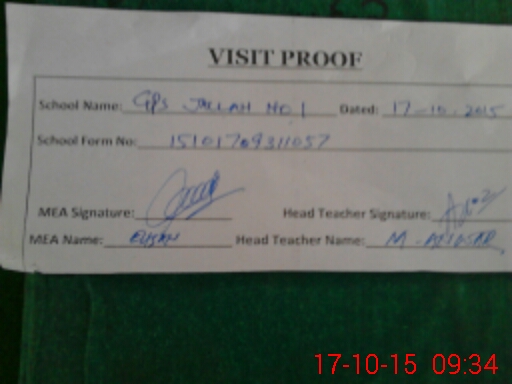 VISIT PROOF
School Name: GPS JALLAH NO.1 Dated: 17-10-2015
School Form No: 15101709311057
MEA Signature: Head Teacher Signature:
MEA Name: Head Teacher Name: M.
17-10-15 09:34